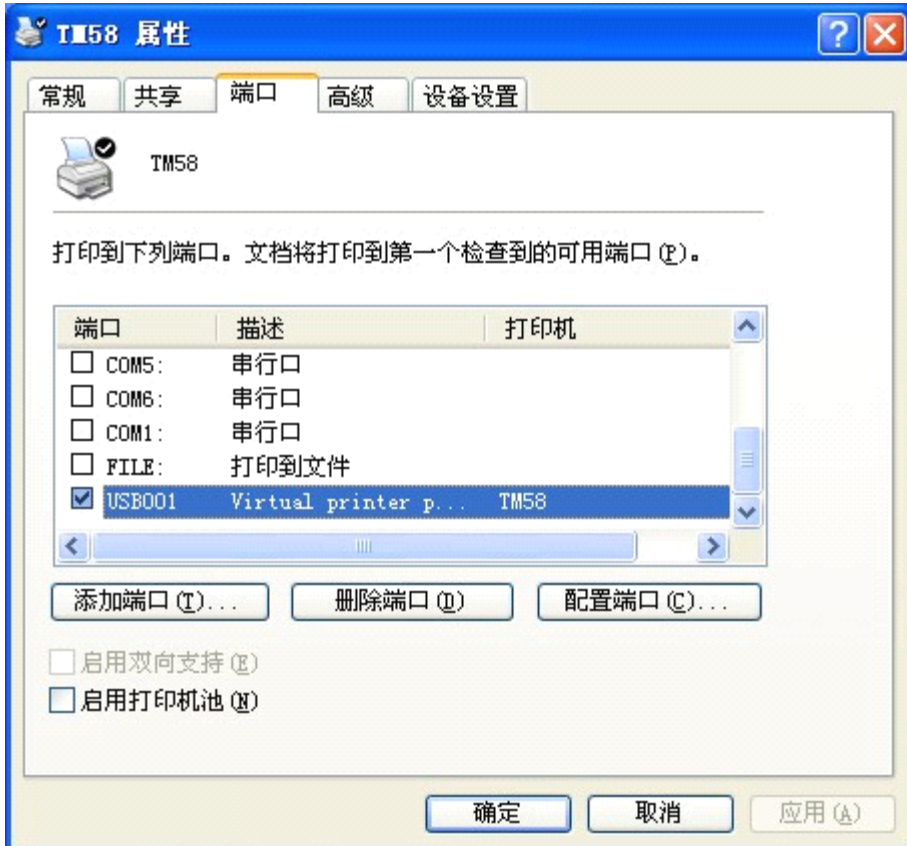 TM58 属性
常规 共享 端口 高级 设备设置
TM58
打印到下列端口。文档将打印到第一个检查到的可用端口(P)。
端口 描述 打印机
COM5: 串行口
COM6: 串行口
COM1: 串行口
FILE: 打印到文件
USB001 Virtual printer p... TM58
添加端口(T)... 删除端口(D) 配置端口(C)...
启用双向支持(E)
启用打印机池(N)
确定 取消 应用(A)